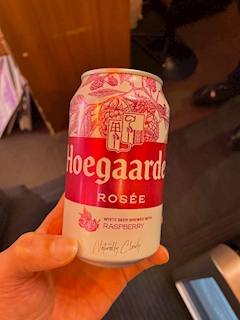 Hoegaarde
ROSÉE
WHITE BEER BREWED WITH
RASPBERRY
Naturally Cloudy